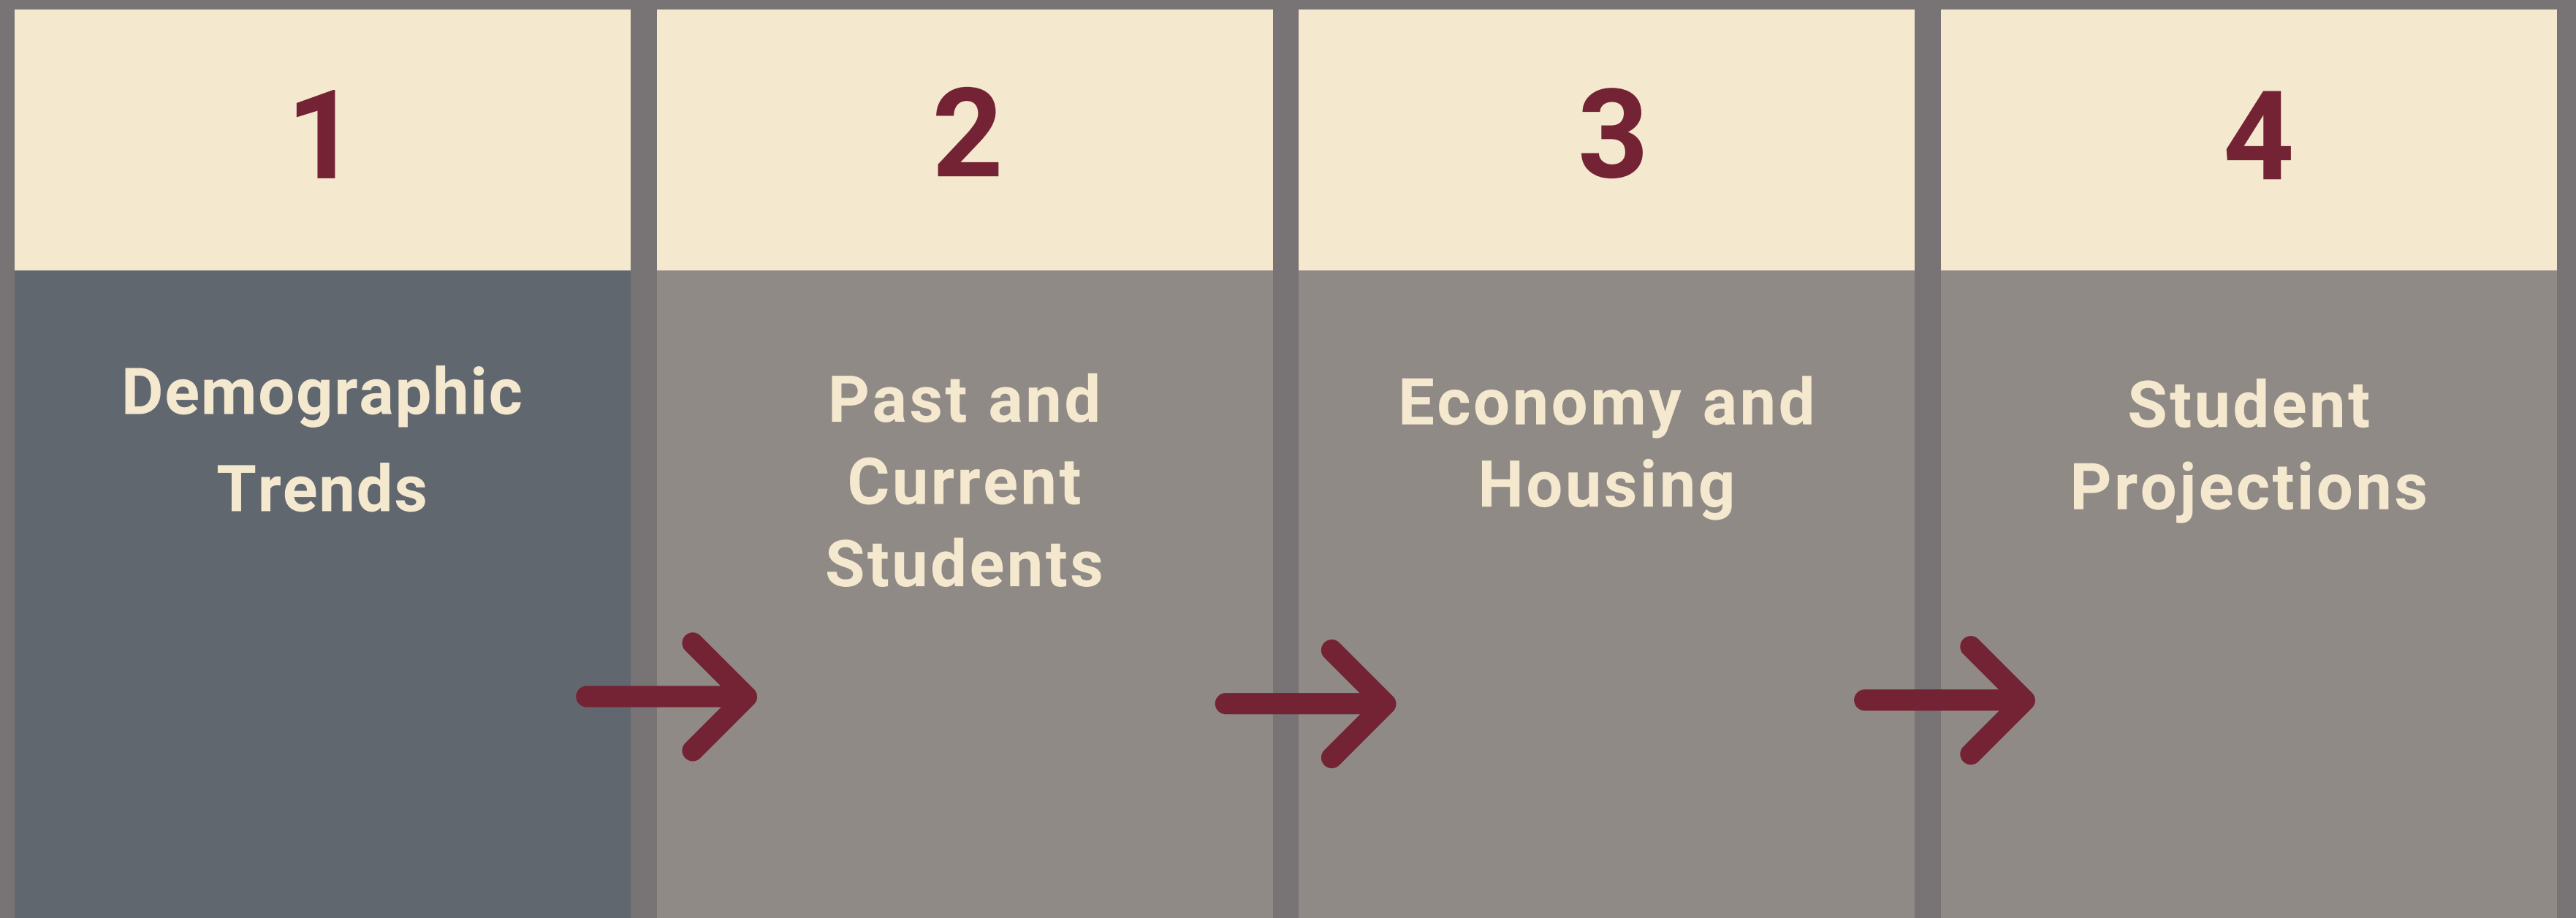 1
Demographic
Trends
2
Past and
Current
Students
3
Economy and
Housing
4
Student
Projections